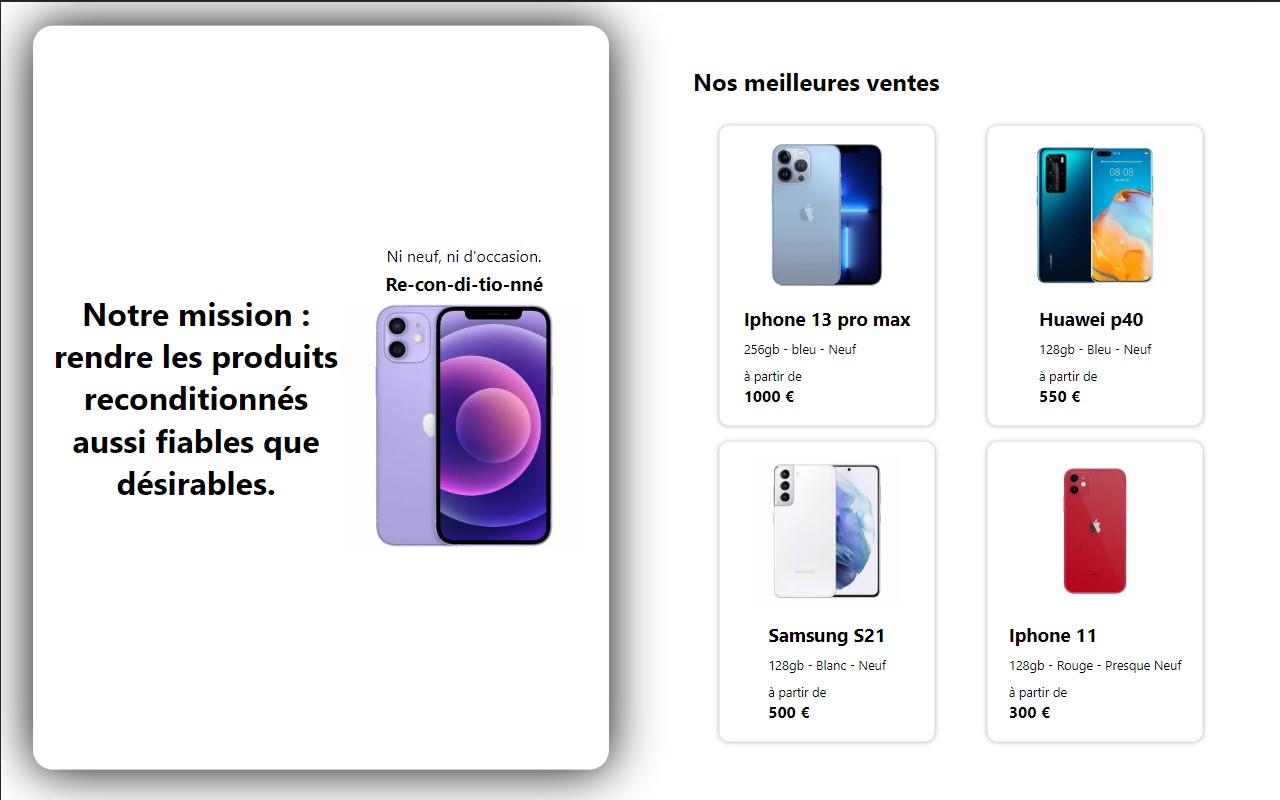 Ni neuf, ni d'occasion.
Re-con-di-tio-nné
Notre mission :
rendre les produits
reconditionnés
aussi fiables que
désirables.
Nos meilleures ventes
08:08
Iphone 13 pro max
256gb - bleu - Neuf
à partir de
1000 €
Huawei p40
128gb - Bleu - Neuf
à partir de
550 €
Samsung S21
128gb - Blanc - Neuf
à partir de
500 €
Iphone 11
128gb - Rouge - Presque Neuf
à partir de
300 €